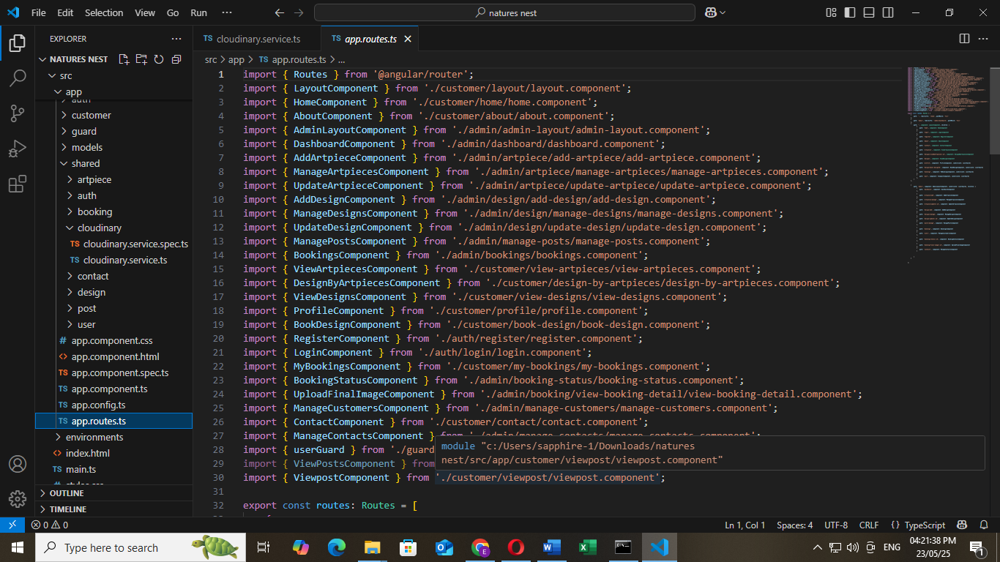 File Edit Selection View Go Run ··· natures nest
EXPLORER ···
NATURES NEST
src
app
auth
customer
guard
models
shared
artpiece
auth
booking
cloudinary
TS cloudinary.service.spec.ts
TS cloudinary.service.ts
contact
design
post
user
# app.component.css
<> app.component.html
TS app.component.spec.ts
TS app.component.ts
TS app.config.ts
TS app.routes.ts
environments
<> index.html
TS main.ts
# styles.css
OUTLINE
TIMELINE
TS cloudinary.service.ts TS app.routes.ts
src > app > TS app.routes.ts > ...
1 import { Routes } from '@angular/router';
2 import { LayoutComponent } from './customer/layout/layout.component';
3 import { HomeComponent } from './customer/home/home.component';
4 import { AboutComponent } from './customer/about/about.component';
5 import { AdminLayoutComponent } from './admin/admin-layout/admin-layout.component';
6 import { DashboardComponent } from './admin/dashboard/dashboard.component';
7 import { AddArtpieceComponent } from './admin/artpiece/add-artpiece/add-artpiece.component';
8 import { ManageArtpiecesComponent } from './admin/artpiece/manage-artpieces/manage-artpieces.component';
9 import { UpdateArtpieceComponent } from './admin/artpiece/update-artpiece/update-artpiece.component';
10 import { AddDesignComponent } from './admin/design/add-design/add-design.component';
11 import { ManageDesignsComponent } from './admin/design/manage-designs/manage-designs.component';
12 import { UpdateDesignComponent } from './admin/design/update-design/update-design.component';
13 import { ManagePostsComponent } from './admin/manage-posts/manage-posts.component';
14 import { BookingsComponent } from './admin/bookings/bookings.component';
15 import { ViewArtpiecesComponent } from './customer/view-artpieces/view-artpieces.component';
16 import { DesignByArtpiecesComponent } from './customer/design-by-artpieces/design-by-artpieces.component';
17 import { ViewDesignsComponent } from './customer/view-designs/view-designs.component';
18 import { ProfileComponent } from './customer/profile/profile.component';
19 import { BookDesignComponent } from './customer/book-design/book-design.component';
20 import { RegisterComponent } from './auth/register/register.component';
21 import { LoginComponent } from './auth/login/login.component';
22 import { MyBookingsComponent } from './customer/my-bookings/my-bookings.component';
23 import { BookingStatusComponent } from './admin/booking-status/booking-status.component';
24 import { UploadFinalImageComponent } from './admin/booking/view-booking-detail/view-booking-detail.component';
25 import { ManageCustomersComponent } from './admin/manage-customers/manage-customers.component';
26 import { ContactComponent } from './customer/contact/contact.component';
27 import { ManageContactsComponent } from './admin/manage-contacts/manage-contacts.component';
28 import { userGuard } from './guard
29 import { ViewPostsComponent } from
30 import { ViewpostComponent } from './customer/viewpost/viewpost.component';
31
32 export const routes: Routes = [
module "c:/Users/sapphire-1/Downloads/natures
nest/src/app/customer/viewpost/viewpost.component"
0 0 Ln 1, Col 1 Spaces: 4 UTF-8 CRLF {} TypeScript
Type here to search ENG 04:21:38 PM
23/05/25 1